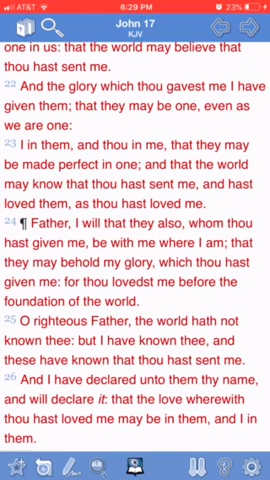 AT&T 6:29 PM 23%
John 17
KJV
one in us: that the world may believe that
thou hast sent me.
22 And the glory which thou gavest me I have
given them; that they may be one, even as
we are one:
23 I in them, and thou in me, that they may
be made perfect in one; and that the world
may know that thou hast sent me, and hast
loved them, as thou hast loved me.
24 ¶ Father, I will that they also, whom thou
hast given me, be with me where I am; that
they may behold my glory, which thou hast
given me: for thou lovedst me before the
foundation of the world.
25 O righteous Father, the world hath not
known thee: but I have known thee, and
these have known that thou hast sent me.
26 And I have declared unto them thy name,
and will declare it: that the love wherewith
thou hast loved me may be in them, and I in
them.